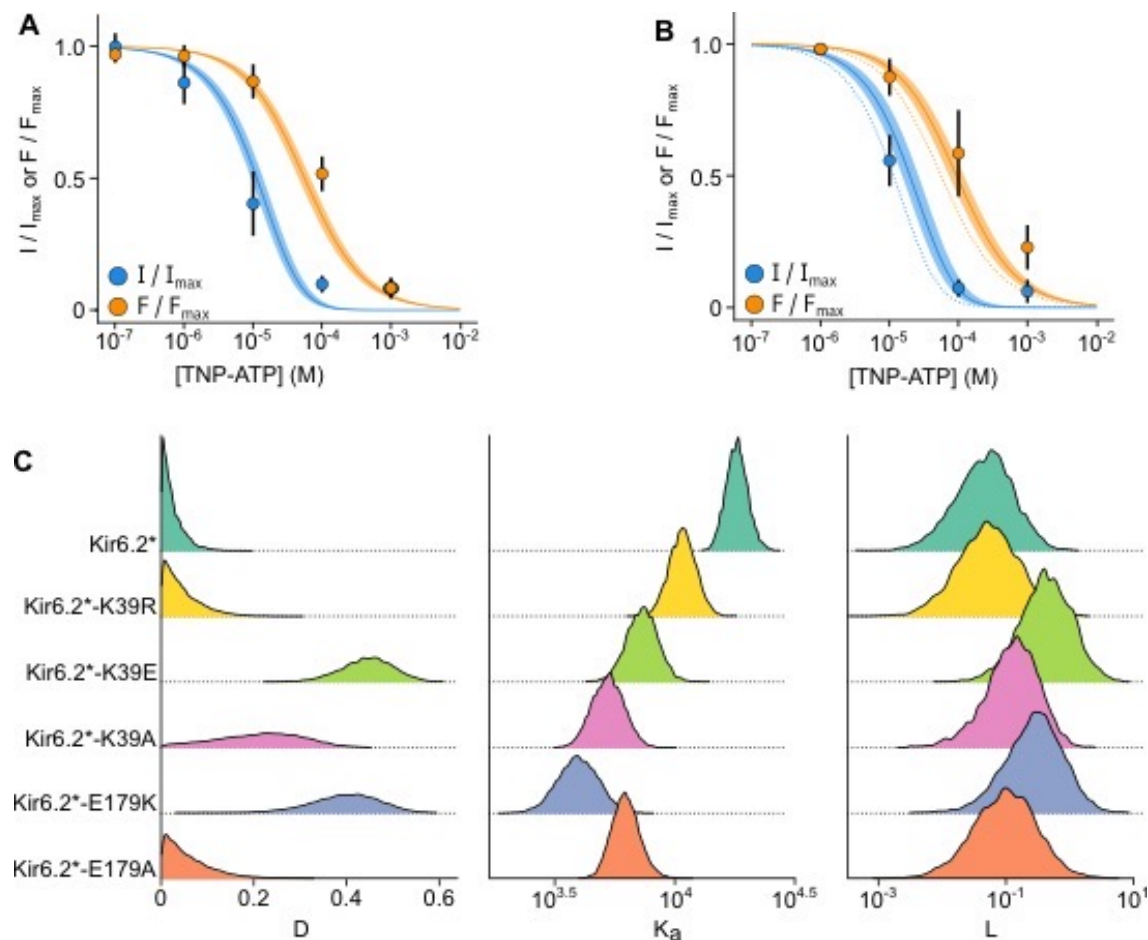 A
I / Imax or F / Fmax
1.0
0.5
0
I / Imax
F / Fmax
10-7
10-6
10-5
10-4
10-3
10-2
[TNP-ATP] (M)
B
I / Imax or F / Fmax
1.0
0.5
0
I / Imax
F / Fmax
10-7
10-6
10-5
10-4
10-3
10-2
[TNP-ATP] (M)
C
Kir6.2*
Kir6.2*-K39R
Kir6.2*-K39E
Kir6.2*-K39A
Kir6.2*-E179K
Kir6.2*-E179A
0 0.2 0.4 0.6
D
103.5 104 104.5
Ka
10-3 10-1 101
L